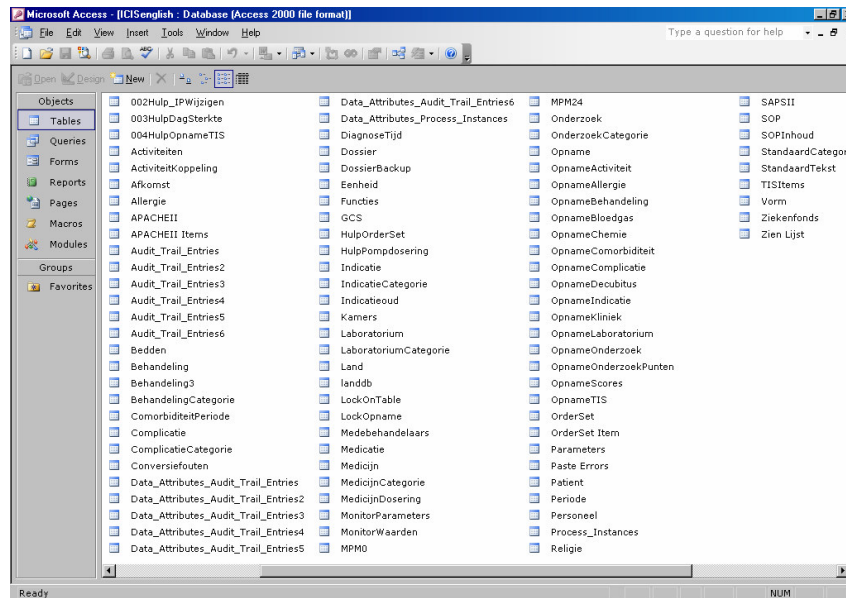 Microsoft Access - [ICISenglish : Database (Access 2000 file format)]
File Edit View Insert Tools Window Help
Type a question for help
Open Design New
Objects
Tables
Queries
Forms
Reports
Pages
Macros
Modules
Groups
Favorites
002Hulp_IPWijzigen
003HulpDagSterkte
004HulpOpnameTIS
Activiteiten
ActiviteitKoppeling
Afkomst
Allergie
APACHEII
APACHEII Items
Audit_Trail_Entries
Audit_Trail_Entries2
Audit_Trail_Entries3
Audit_Trail_Entries4
Audit_Trail_Entries5
Audit_Trail_Entries6
Bedden
Behandeling
Behandeling3
BehandelingCategorie
ComorbiditeitPeriode
Complicatie
ComplicatieCategorie
Conversiefouten
Data_Attributes_Audit_Trail_Entries
Data_Attributes_Audit_Trail_Entries2
Data_Attributes_Audit_Trail_Entries3
Data_Attributes_Audit_Trail_Entries4
Data_Attributes_Audit_Trail_Entries5
Data_Attributes_Audit_Trail_Entries6
Data_Attributes_Process_Instances
DiagnoseTijd
Dossier
DossierBackup
Eenheid
Functies
GCS
HulpOrderSet
HulpPompdosering
Indicatie
IndicatieCategorie
Indicatieoud
Kamers
Laboratorium
LaboratoriumCategorie
Land
landdb
LockOnTable
LockOpname
Medebehandelaars
Medicatie
Medicijn
MedicijnCategorie
MedicijnDosering
MonitorParameters
MonitorWaarden
MPM0
MPM24
Onderzoek
OnderzoekCategorie
Opname
OpnameActiviteit
OpnameAllergie
OpnameBehandeling
OpnameBloedgas
OpnameChemie
OpnameComorbiditeit
OpnameComplicatie
OpnameDecubitus
OpnameIndicatie
OpnameKliniek
OpnameLaboratorium
OpnameOnderzoek
OpnameOnderzoekPunten
OpnameScores
OpnameTIS
OrderSet
OrderSet Item
Parameters
Paste Errors
Patient
Periode
Personeel
Process_Instances
Religie
SAPSII
SOP
SOPInhoud
StandaardCategor
StandaardTekst
TISItems
Vorm
Ziekenfonds
Zien Lijst
Ready
NUM